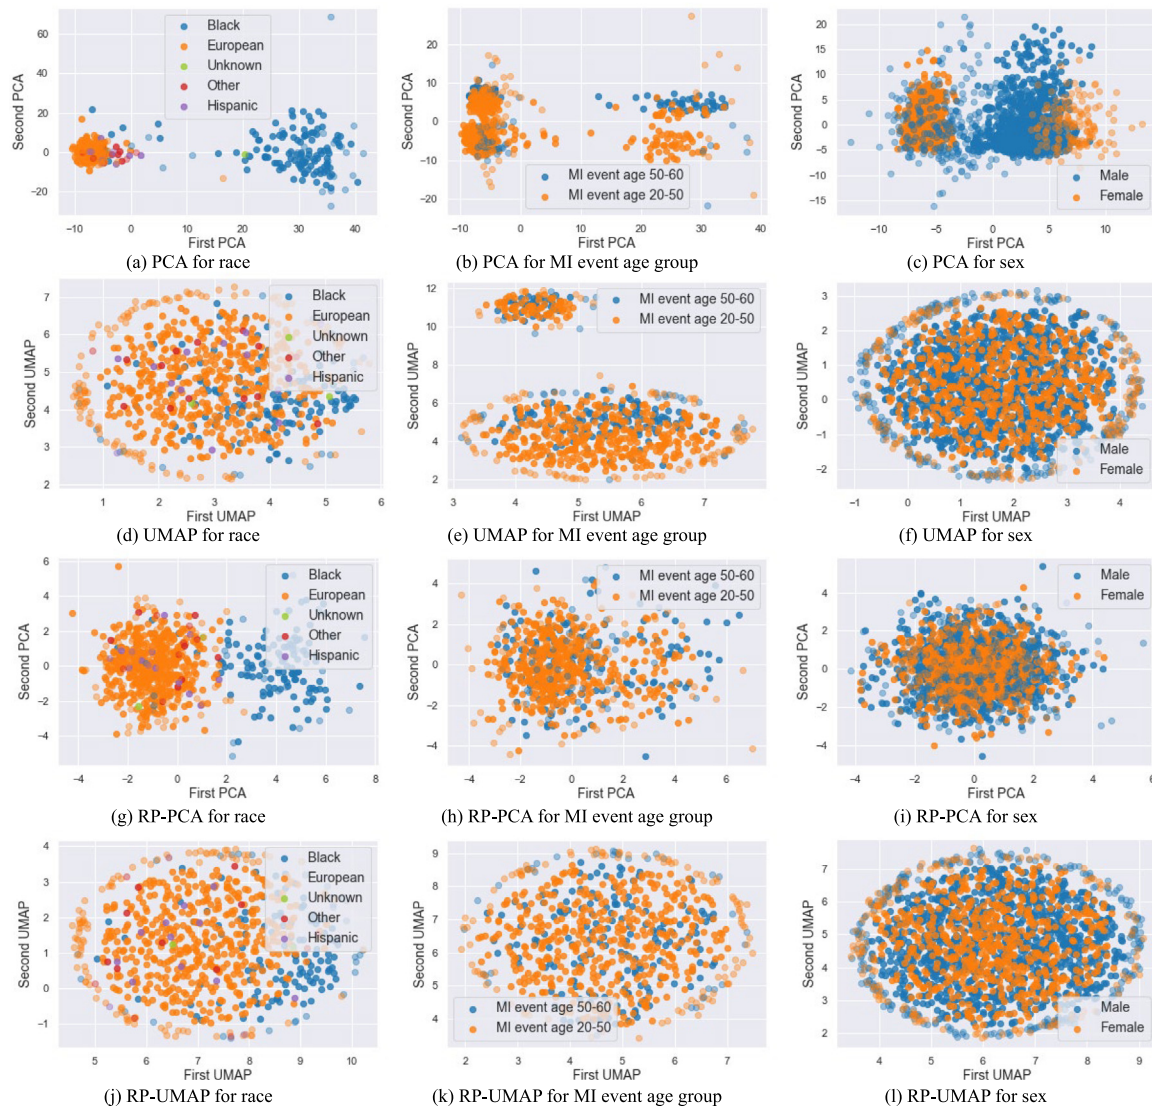 60
40
20
0
−20
Second PCA
Black
European
Unknown
Other
Hispanic
−10 0 10 20 30 40
First PCA
(a) PCA for race
20
10
0
−10
−20
Second PCA
MI event age 50-60
MI event age 20-50
−10 0 10 20 30 40
First PCA
(b) PCA for MI event age group
20
15
10
5
0
−5
−10
−15
Second PCA
Male
Female
−10 −5 0 5 10
First PCA
(c) PCA for sex
7
6
5
4
3
2
Second UMAP
Black
European
Unknown
Other
Hispanic
1 2 3 4 5 6
First UMAP
(d) UMAP for race
12
10
8
6
4
2
Second UMAP
MI event age 50-60
MI event age 20-50
3 4 5 6 7
First UMAP
(e) UMAP for MI event age group
3
2
1
0
−1
−2
Second UMAP
Male
Female
−1 0 1 2 3 4
First UMAP
(f) UMAP for sex
6
4
2
0
−2
−4
Second PCA
Black
European
Unknown
Other
Hispanic
−4 −2 0 2 4 6 8
First PCA
(g) RP-PCA for race
4
2
0
−2
−4
Second PCA
MI event age 50-60
MI event age 20-50
−4 −2 0 2 4 6
First PCA
(h) RP-PCA for MI event age group
4
2
0
−2
−4
Second PCA
Male
Female
−4 −2 0 2 4 6
First PCA
(i) RP-PCA for sex
4
3
2
1
0
−1
Second UMAP
Black
European
Unknown
Other
Hispanic
5 6 7 8 9 10
First UMAP
(j) RP-UMAP for race
9
8
7
6
5
4
Second UMAP
MI event age 50-60
MI event age 20-50
2 3 4 5 6 7
First UMAP
(k) RP-UMAP for MI event age group
7
6
5
4
3
2
Second UMAP
Male
Female
4 5 6 7 8 9
First UMAP
(l) RP-UMAP for sex